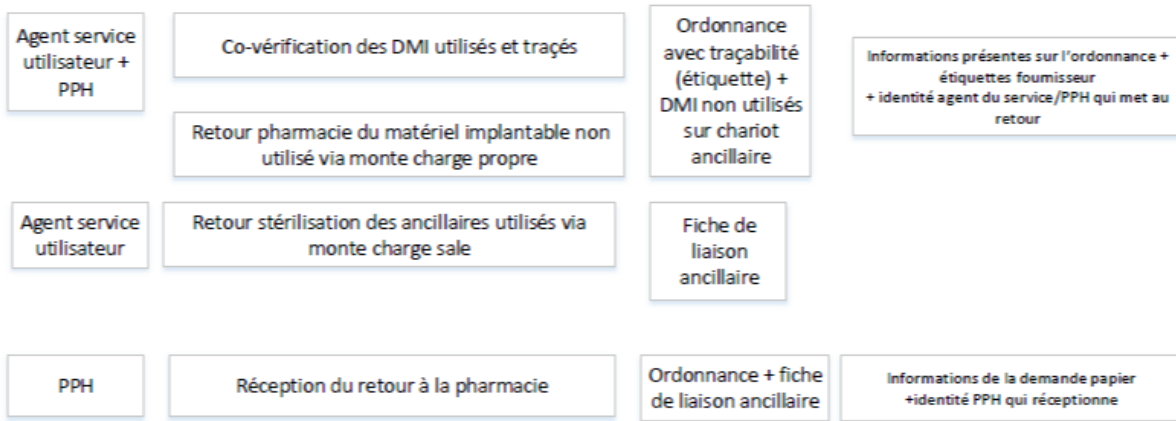 Agent service
utilisateur +
PPH
Co-vérification des DMI utilisés et tracés
Retour pharmacie du matériel implantable non
utilisé via monte charge propre
Ordonnance
avec traçabilité
(étiquette) +
DMI non utilisés
sur chariot
ancillaire
Informations présentes sur l'ordonnance +
étiquettes fournisseur
+ identité agent du service/PPH qui met au
retour
Agent service
utilisateur
Retour stérilisation des ancillaires utilisés via
monte charge sale
Fiche de
liaison
ancillaire
PPH
Réception du retour à la pharmacie
Ordonnance + fiche
de liaison ancillaire
Informations de la demande papier
+identité PPH qui réceptionne